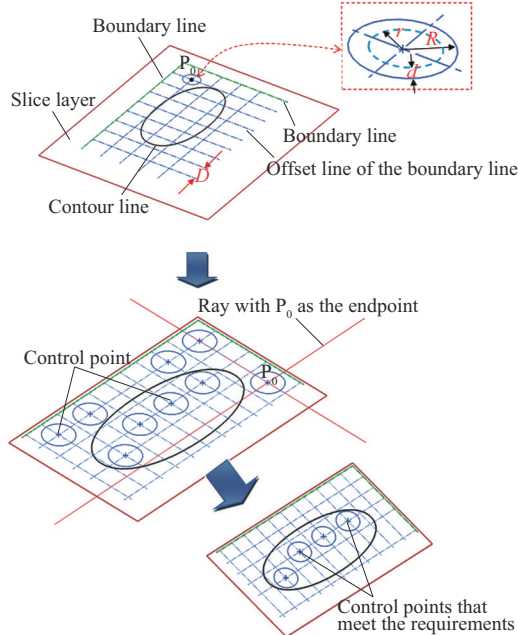 Boundary line
P₀
r
R
d
Slice layer
Boundary line
Offset line of the boundary line
D
Contour line
Ray with P₀ as the endpoint
Control point
P₀
Control points that
meet the requirements